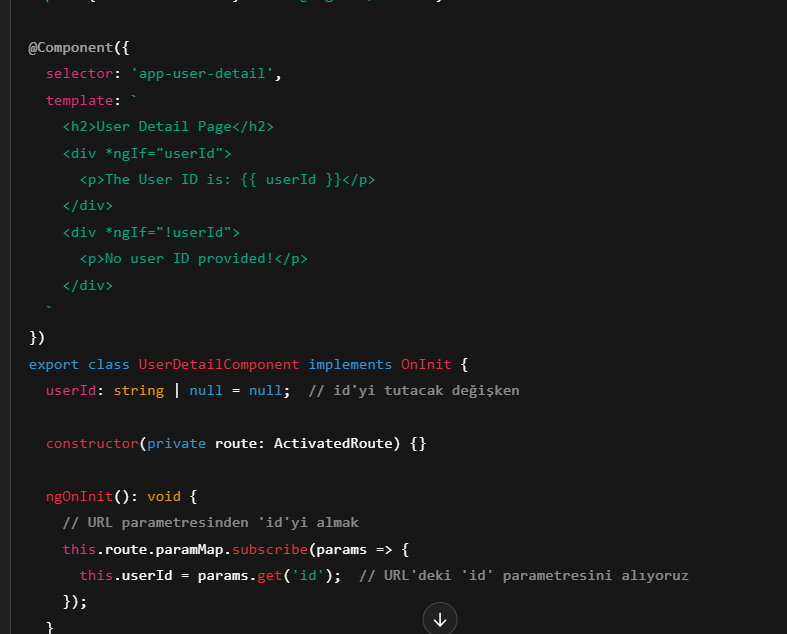 @Component({
  selector: 'app-user-detail',
  template: `
    <h2>User Detail Page</h2>
    <div *ngIf="userId">
      <p>The User ID is: {{ userId }}</p>
    </div>
    <div *ngIf="!userId">
      <p>No user ID provided!</p>
    </div>
  `
})
export class UserDetailComponent implements OnInit {
  userId: string | null = null;  // id'yi tutacak değişken
  constructor(private route: ActivatedRoute) {}
  ngOnInit(): void {
    // URL parametresinden 'id'yi almak
    this.route.paramMap.subscribe(params => {
      this.userId = params.get('id');  // URL'deki 'id' parametresini alıyoruz
    });
  }